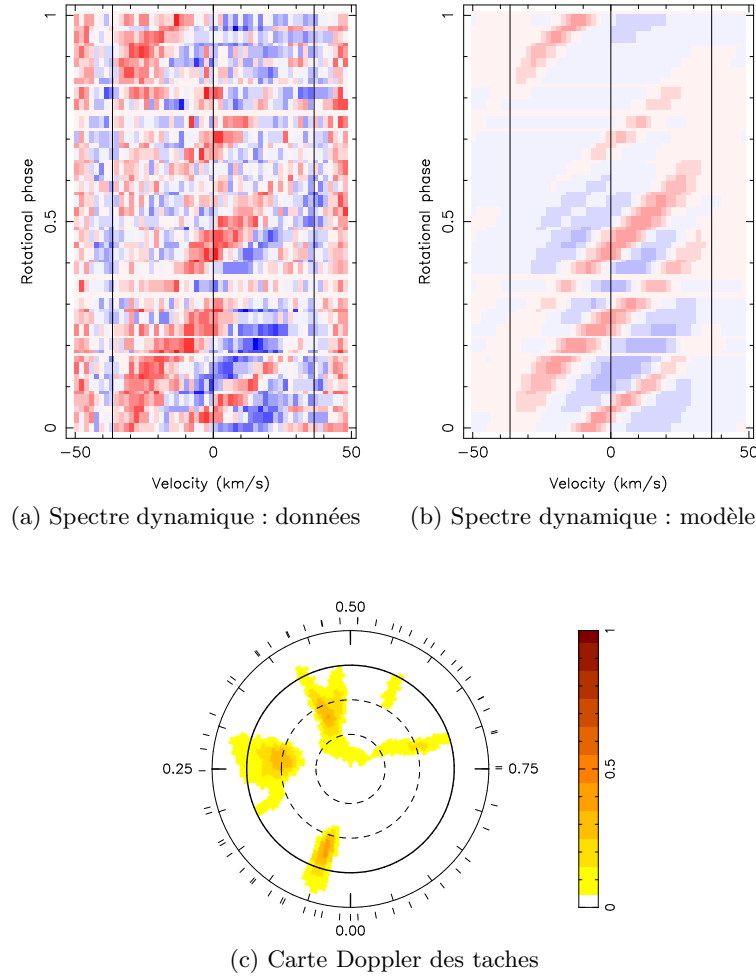 1
0.5
0
Rotational phase
−50
0
50
Velocity (km/s)
(a) Spectre dynamique : données
1
0.5
0
Rotational phase
−50
0
50
Velocity (km/s)
(b) Spectre dynamique : modèle
0.50
0.25
0.75
0.00
1
0.5
0
(c) Carte Doppler des taches